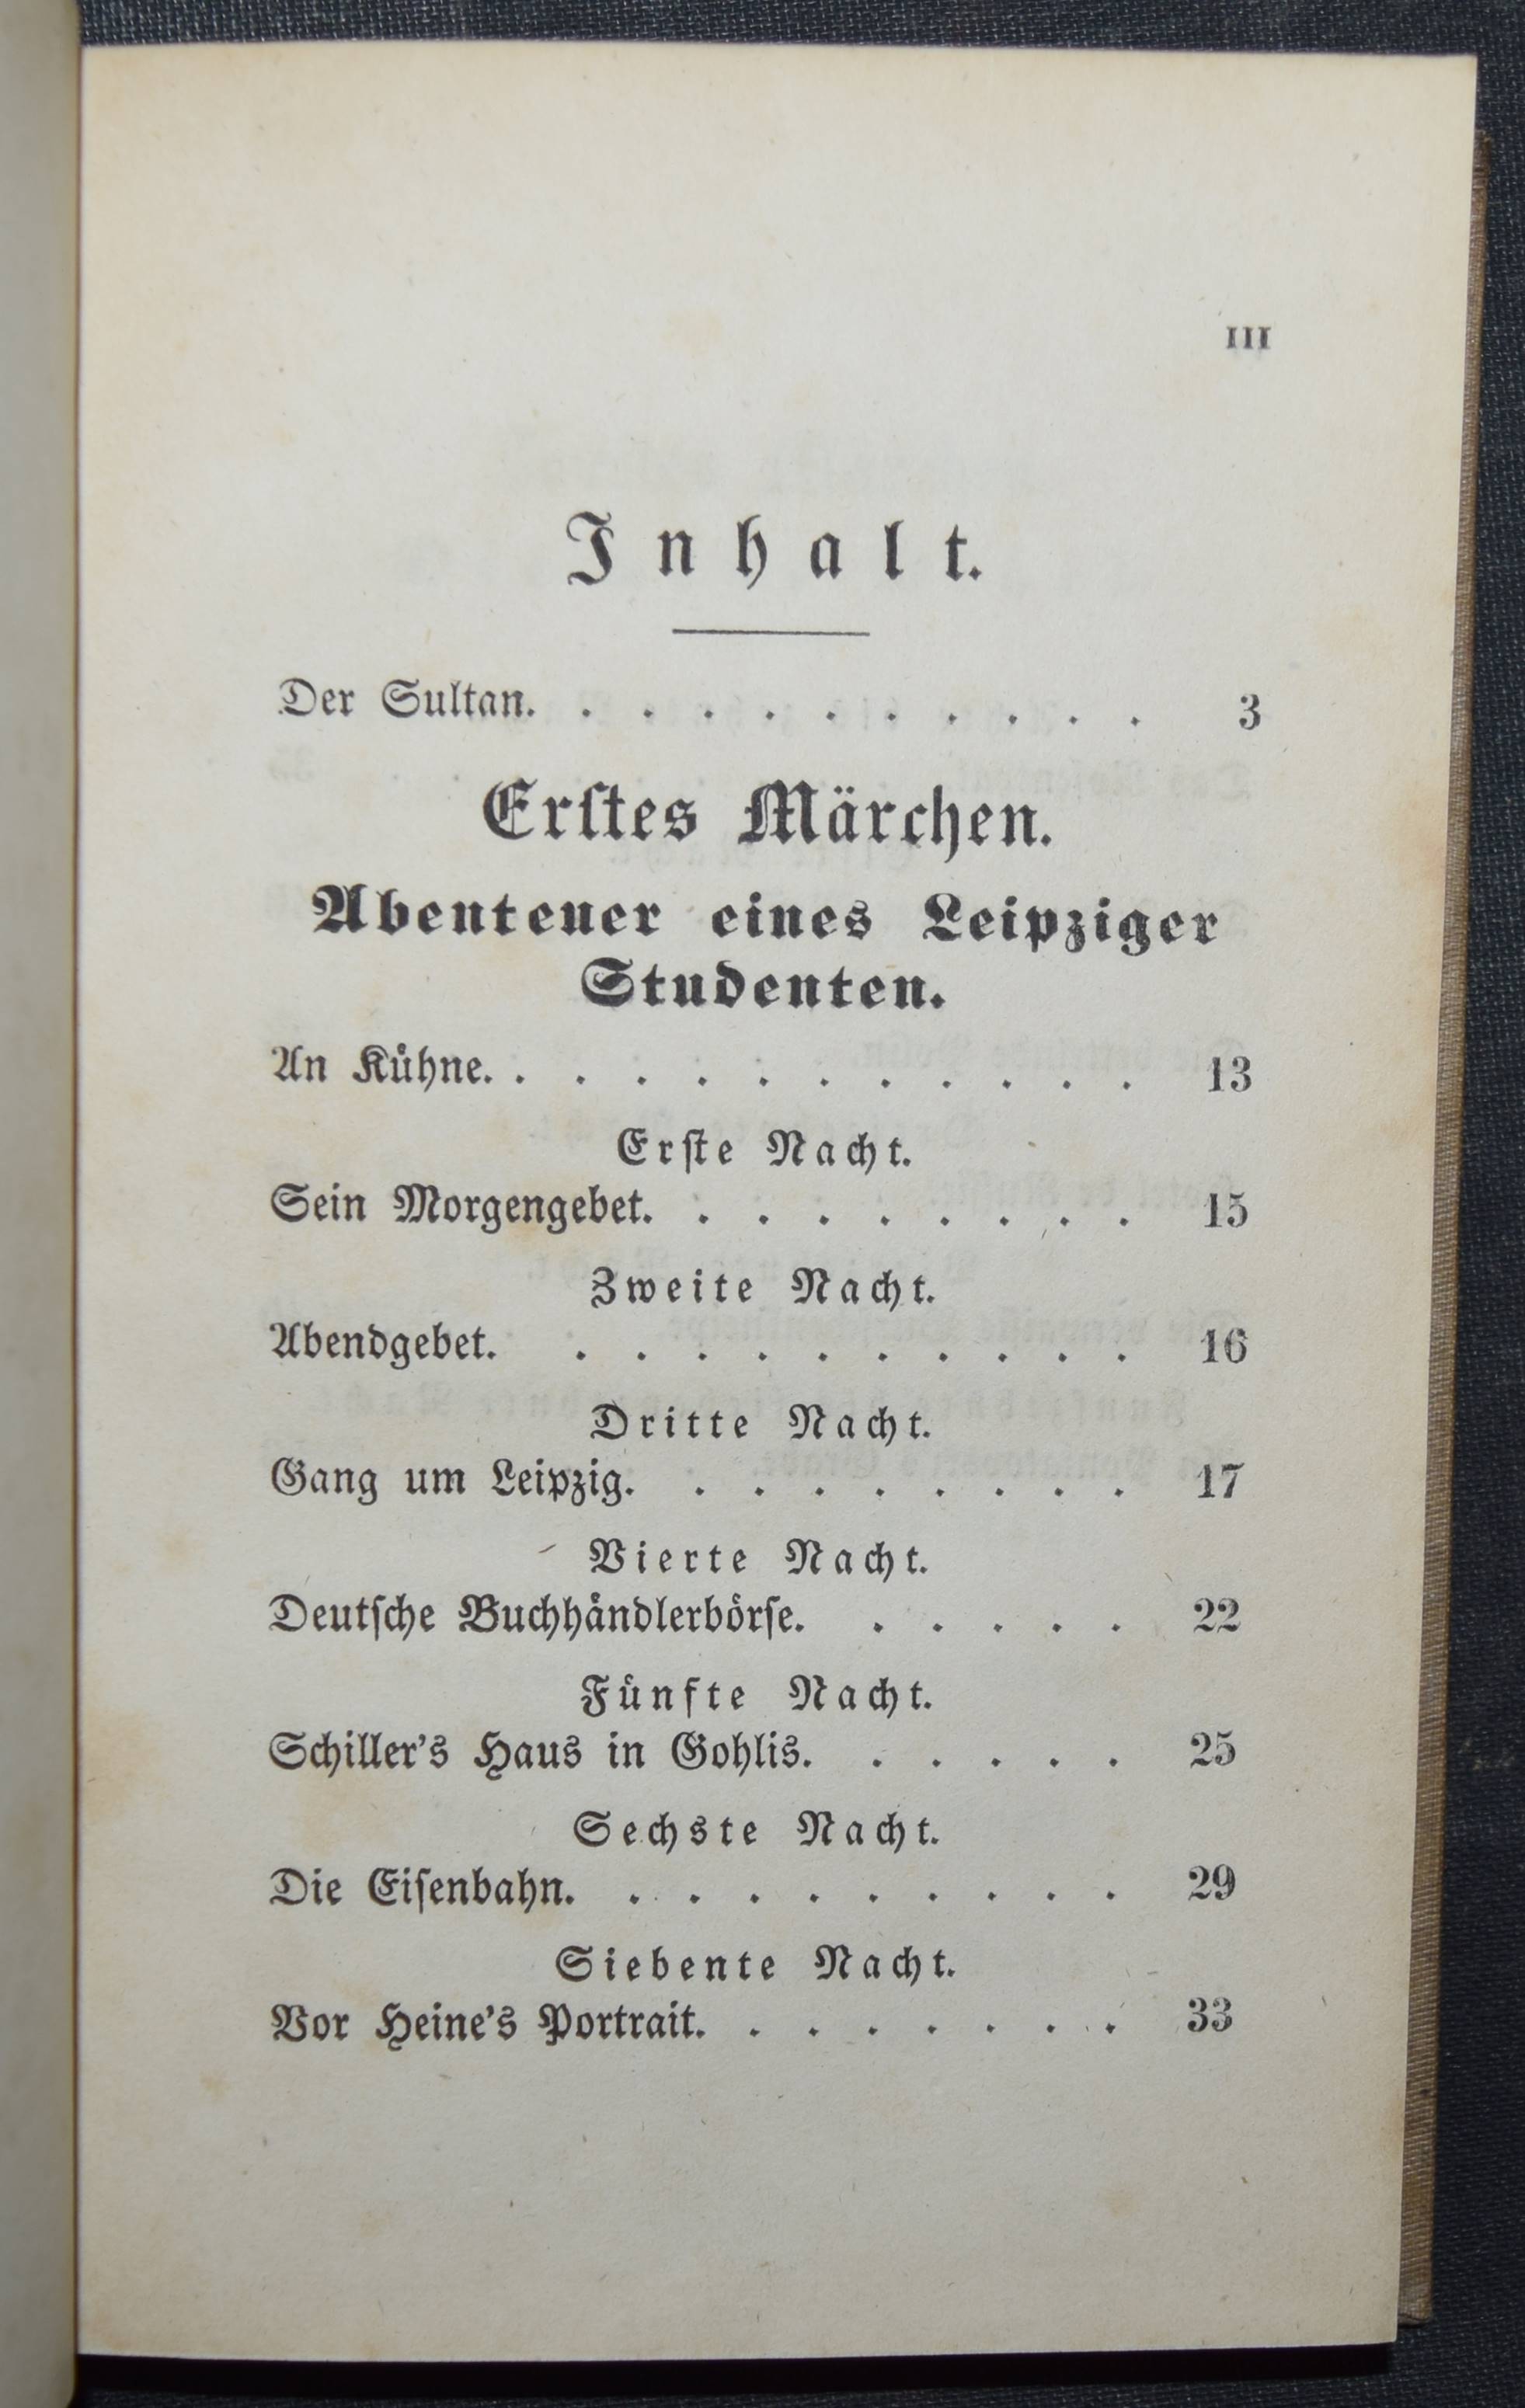 III
Inhalt.
Der Sultan. . . . . . . . . . . 3
Erſtes Märchen.
Abenteuer eines Leipziger
Studenten.
An Kühne. . . . . . . . . . . . 13
Erſte Nacht.
Sein Morgengebet. . . . . . . . . 15
Zweite Nacht.
Abendgebet. . . . . . . . . . . 16
Dritte Nacht.
Gang um Leipzig. . . . . . . . . 17
Vierte Nacht.
Deutſche Buchhändlerbörſe. . . . . . 22
Fünfte Nacht.
Schiller's Haus in Gohlis. . . . . . 25
Sechste Nacht.
Die Eiſenbahn. . . . . . . . . . 29
Siebente Nacht.
Vor Heine's Portrait. . . . . . . . 33